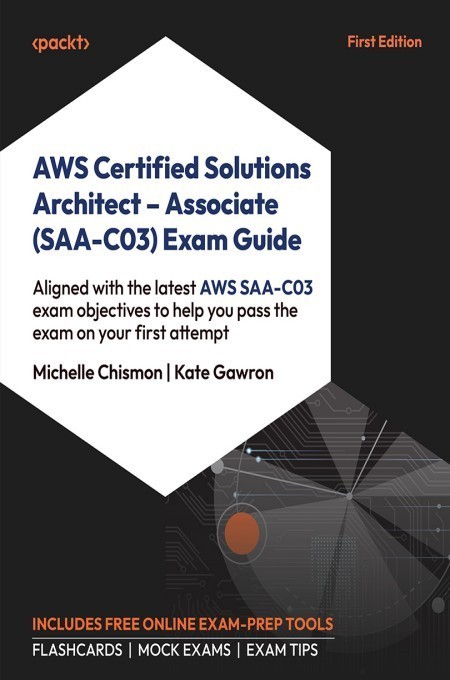 <packt>
First Edition
AWS Certified Solutions
Architect – Associate
(SAA-C03) Exam Guide
Aligned with the latest AWS SAA-C03
exam objectives to help you pass the
exam on your first attempt
Michelle Chismon | Kate Gawron
INCLUDES FREE ONLINE EXAM-PREP TOOLS
FLASHCARDS | MOCK EXAMS | EXAM TIPS